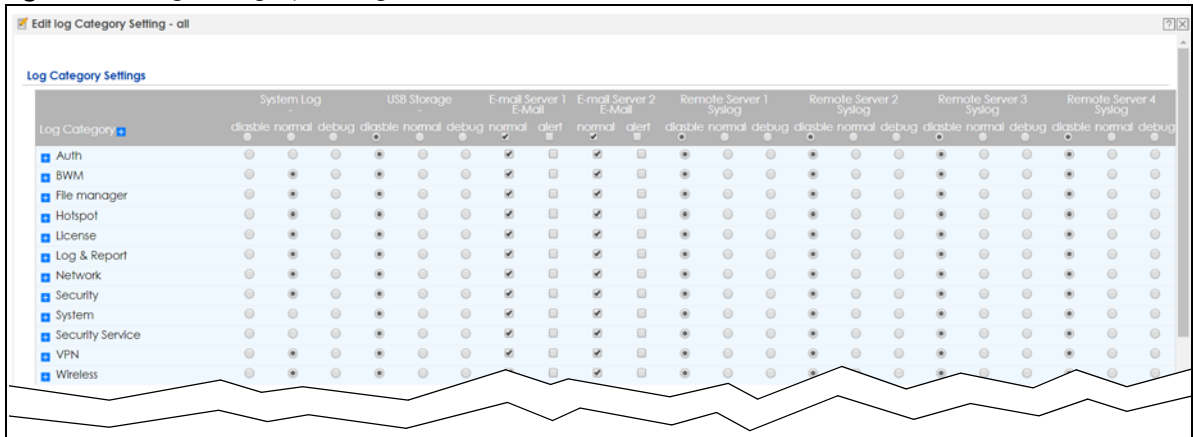 Edit log Category Setting - all
Log Category Settings
System Log USB Storage E-mail Server 1 E-mail Server 2 Remote Server 1 Remote Server 2 Remote Server 3 Remote Server 4
- - E-Mail E-Mail Syslog Syslog Syslog Syslog
Log Category disable normal debug disable normal debug normal alert normal alert disable normal debug disable normal debug disable normal debug disable normal debug
Auth
BWM
File manager
Hotspot
License
Log & Report
Network
Security
System
Security Service
VPN
Wireless